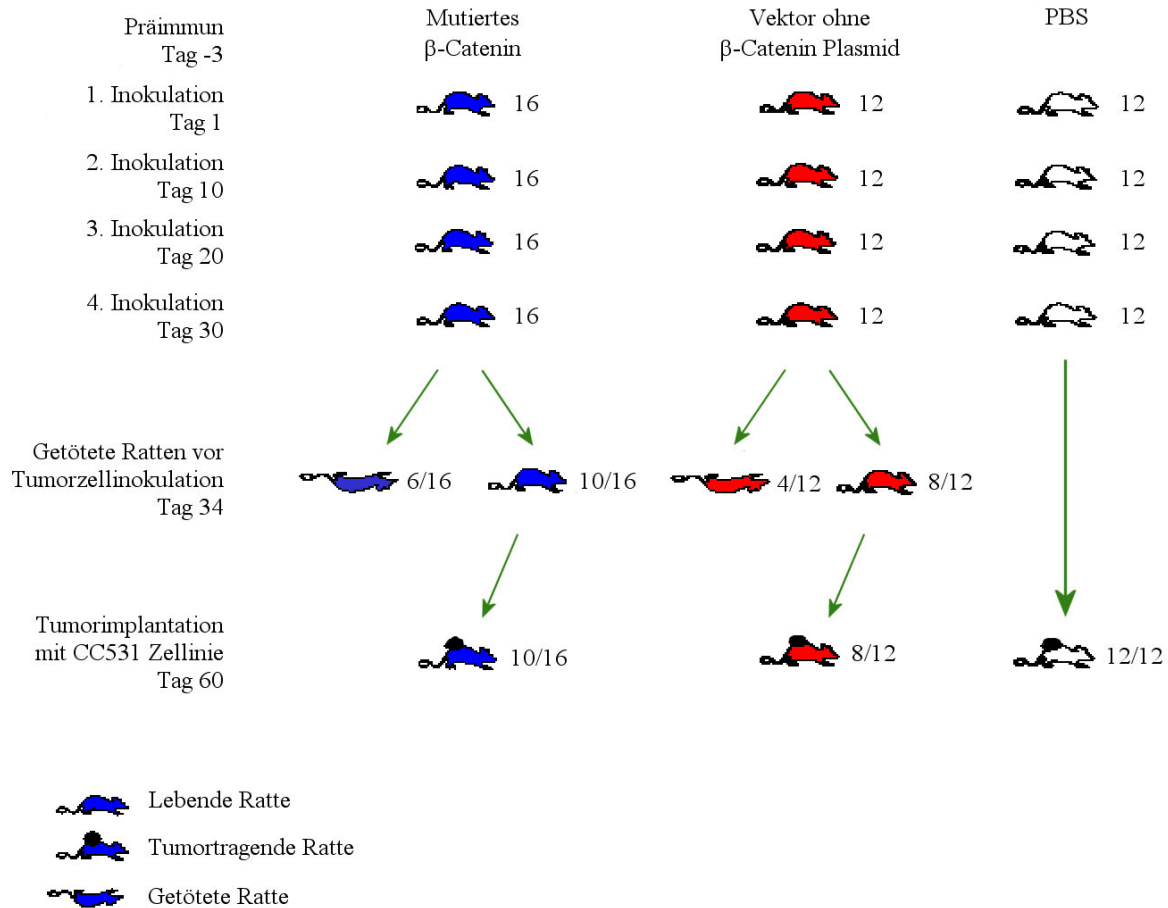 Präimmun
Tag -3
Mutiertes
β-Catenin
Vektor ohne
β-Catenin Plasmid
PBS
1. Inokulation
Tag 1
16
12
12
2. Inokulation
Tag 10
16
12
12
3. Inokulation
Tag 20
16
12
12
4. Inokulation
Tag 30
16
12
12
Getötete Ratten vor
Tumorzellinokulation
Tag 34
6/16
10/16
4/12
8/12
Tumorimplantation
mit CC531 Zellinie
Tag 60
10/16
8/12
12/12
Lebende Ratte
Tumortragende Ratte
Getötete Ratte